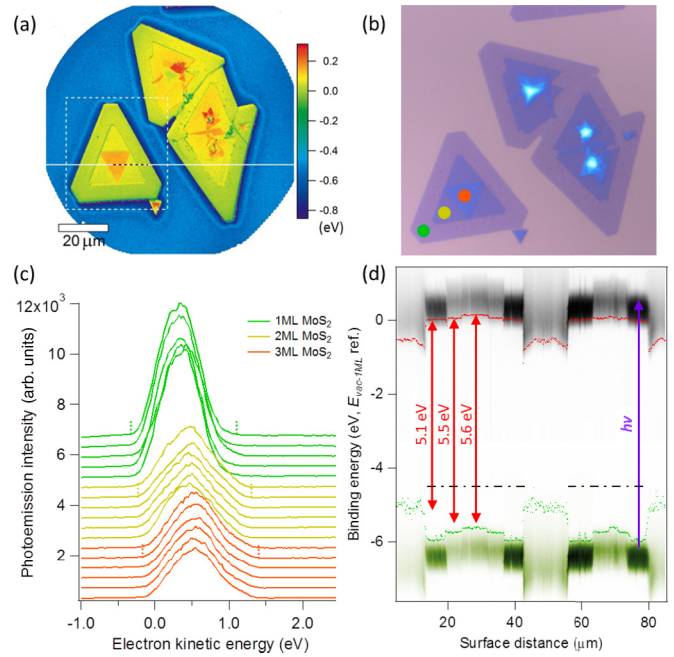 (a)
0.2
0.0
-0.2
-0.4
-0.6
-0.8
(eV)
20 μm
(b)
(c)
12×10³
10
8
6
4
2
Photoemission intensity (arb. units)
1ML MoS₂
2ML MoS₂
3ML MoS₂
-1.0 0.0 1.0 2.0
Electron kinetic energy (eV)
(d)
0
-2
-4
-6
Binding energy (eV, Evac-1ML ref.)
5.1 eV
5.5 eV
5.6 eV
hν
20 40 60 80
Surface distance (μm)